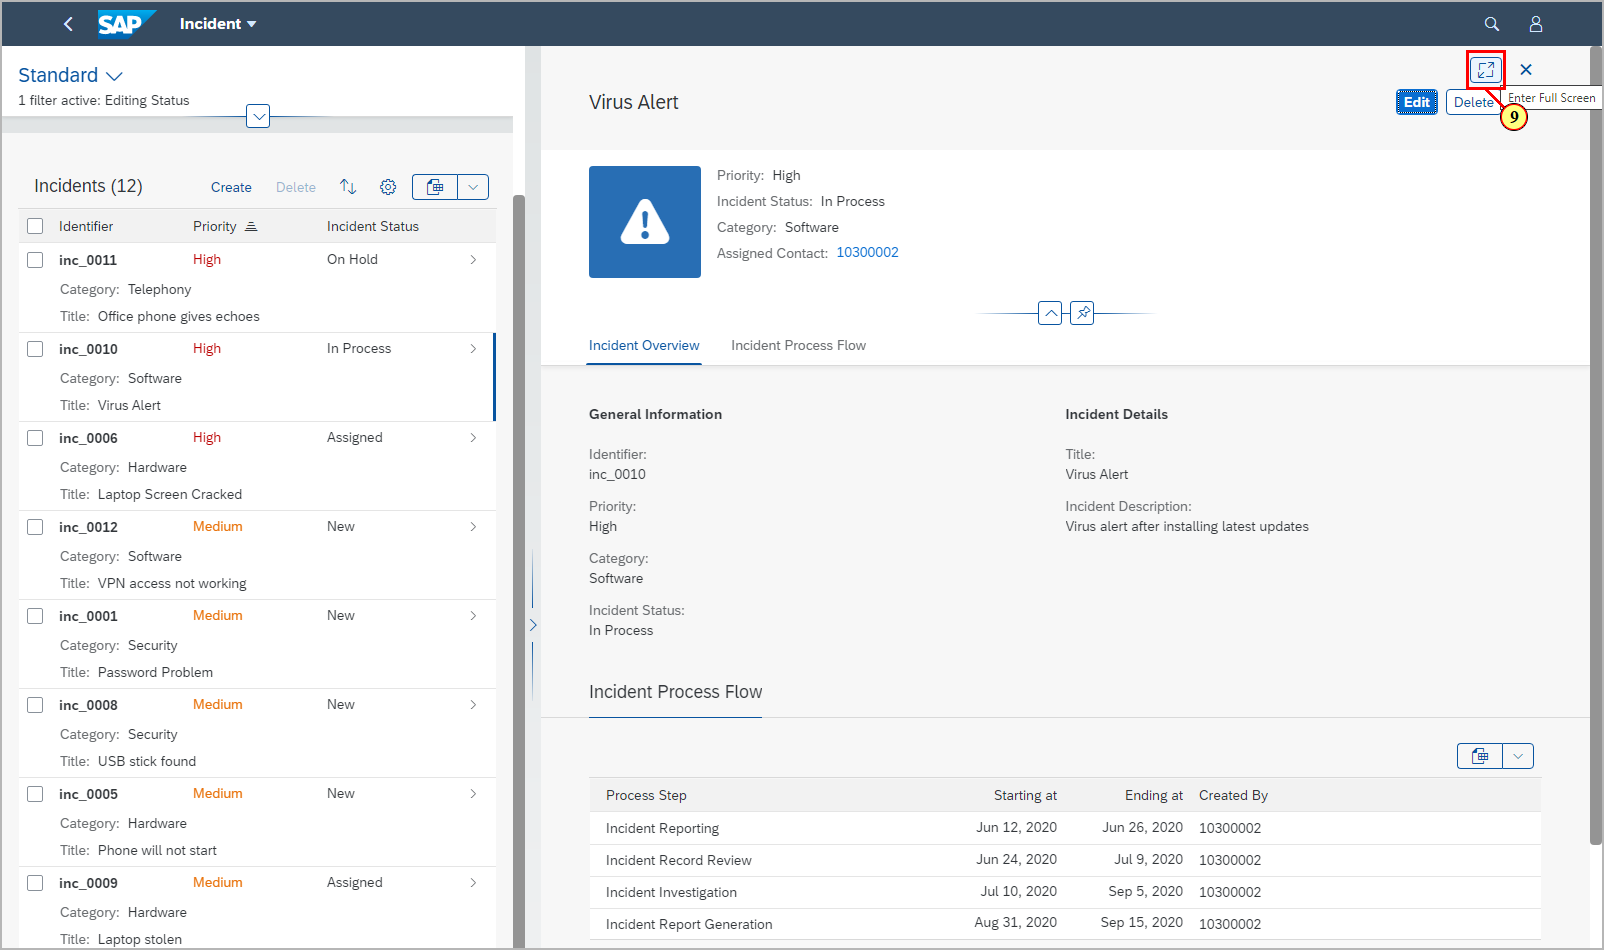 SAP
Incident
Standard
1 filter active: Editing Status
Incidents (12)
Create
Delete
Identifier
Priority
Incident Status
inc_0011
High
On Hold
Category: Telephony
Title: Office phone gives echoes
inc_0010
High
In Process
Category: Software
Title: Virus Alert
inc_0006
High
Assigned
Category: Hardware
Title: Laptop Screen Cracked
inc_0012
Medium
New
Category: Software
Title: VPN access not working
inc_0001
Medium
New
Category: Security
Title: Password Problem
inc_0008
Medium
New
Category: Security
Title: USB stick found
inc_0005
Medium
New
Category: Hardware
Title: Phone will not start
inc_0009
Medium
Assigned
Category: Hardware
Title: Laptop stolen
Virus Alert
Edit
Delete
Enter Full Screen
9
Priority: High
Incident Status: In Process
Category: Software
Assigned Contact: 10300002
Incident Overview
Incident Process Flow
General Information
Identifier:
inc_0010
Priority:
High
Category:
Software
Incident Status:
In Process
Incident Details
Title:
Virus Alert
Incident Description:
Virus alert after installing latest updates
Incident Process Flow
Process Step Starting at Ending at Created By
Incident Reporting Jun 12, 2020 Jun 26, 2020 10300002
Incident Record Review Jun 24, 2020 Jul 9, 2020 10300002
Incident Investigation Jul 10, 2020 Sep 5, 2020 10300002
Incident Report Generation Aug 31, 2020 Sep 15, 2020 10300002